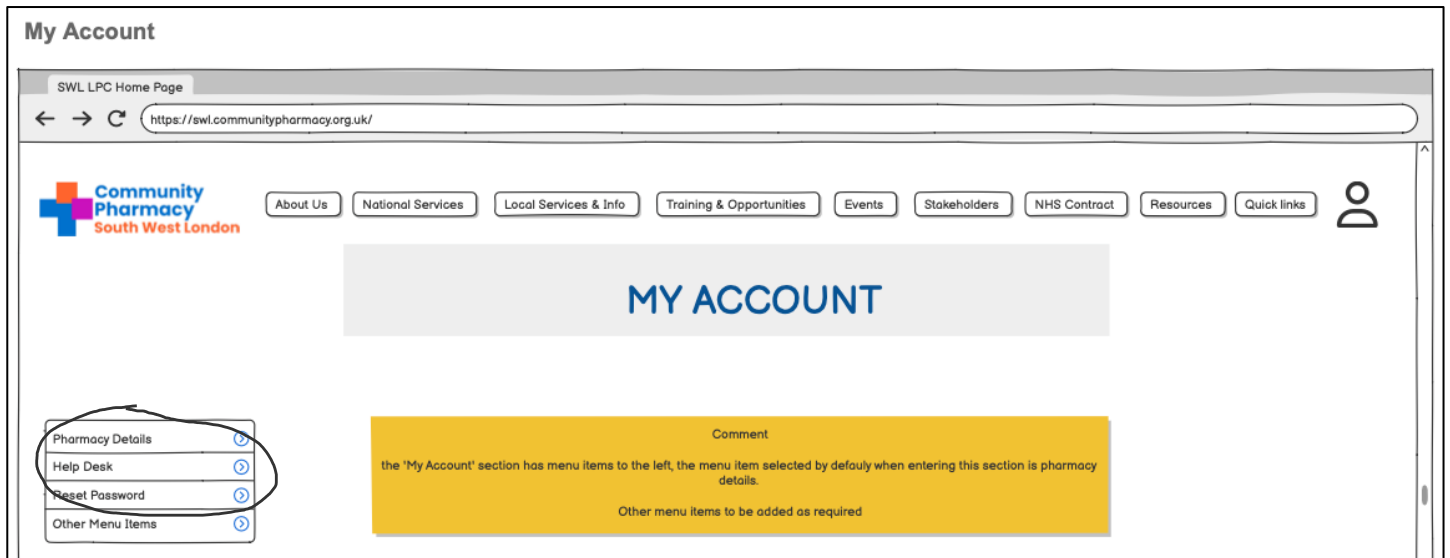 My Account
SWL LPC Home Page
https://swl.communitypharmacy.org.uk/
Community
Pharmacy
South West London
About Us
National Services
Local Services & Info
Training & Opportunities
Events
Stakeholders
NHS Contract
Resources
Quick links
MY ACCOUNT
Pharmacy Details
Help Desk
Reset Password
Other Menu Items
Comment
the 'My Account' section has menu items to the left, the menu item selected by defauly when entering this section is pharmacy
details.
Other menu items to be added as required